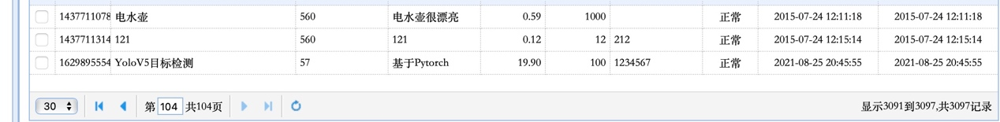 1437711078 电水壶 560 电水壶很漂亮 0.59 1000 正常 2015-07-24 12:11:18 2015-07-24 12:11:18
1437711314 121 560 121 0.12 12 212 正常 2015-07-24 12:15:14 2015-07-24 12:15:14
1629895554 YoloV5目标检测 57 基于Pytorch 19.90 100 1234567 正常 2021-08-25 20:45:55 2021-08-25 20:45:55
30 第 104 共104页 显示3091到3097,共3097记录